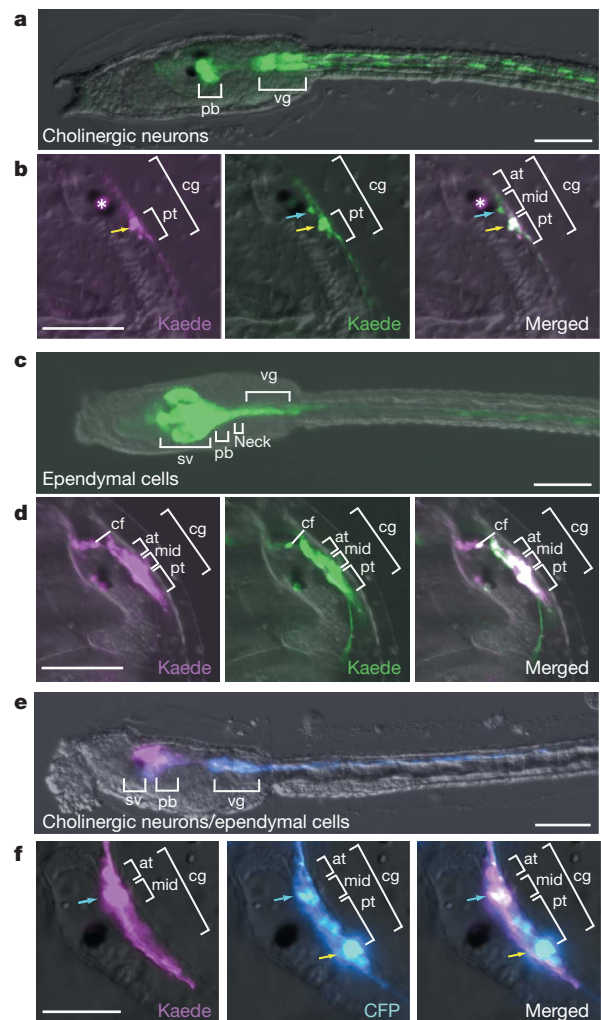 a
pb
vg
Cholinergic neurons
b
cg
pt
*
Kaede
Kaede
at
mid
cg
pt
*
Merged
c
vg
Neck
pb
sv
Ependymal cells
d
cf
at
mid
cg
pt
Kaede
cf
at
mid
cg
pt
Kaede
cf
at
mid
cg
pt
Merged
e
sv
pb
vg
Cholinergic neurons/ependymal cells
f
at
mid
cg
Kaede
at
mid
cg
pt
CFP
at
mid
cg
pt
Merged